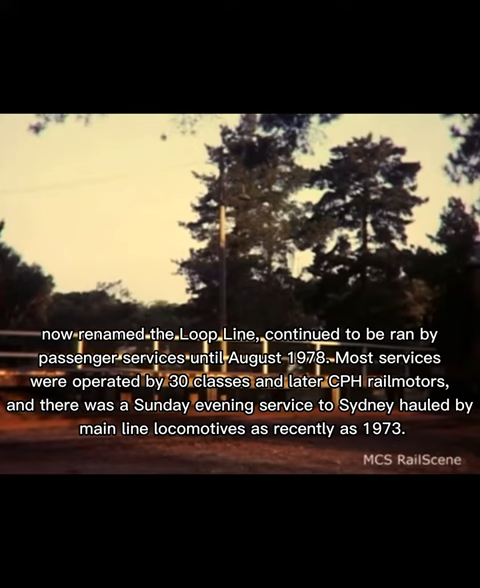 now renamed the Loop Line, continued to be ran by
passenger services until August 1978. Most services
were operated by 30 classes and later CPH railmotors,
and there was a Sunday evening service to Sydney hauled by
main line locomotives as recently as 1973.
MCS RailScene